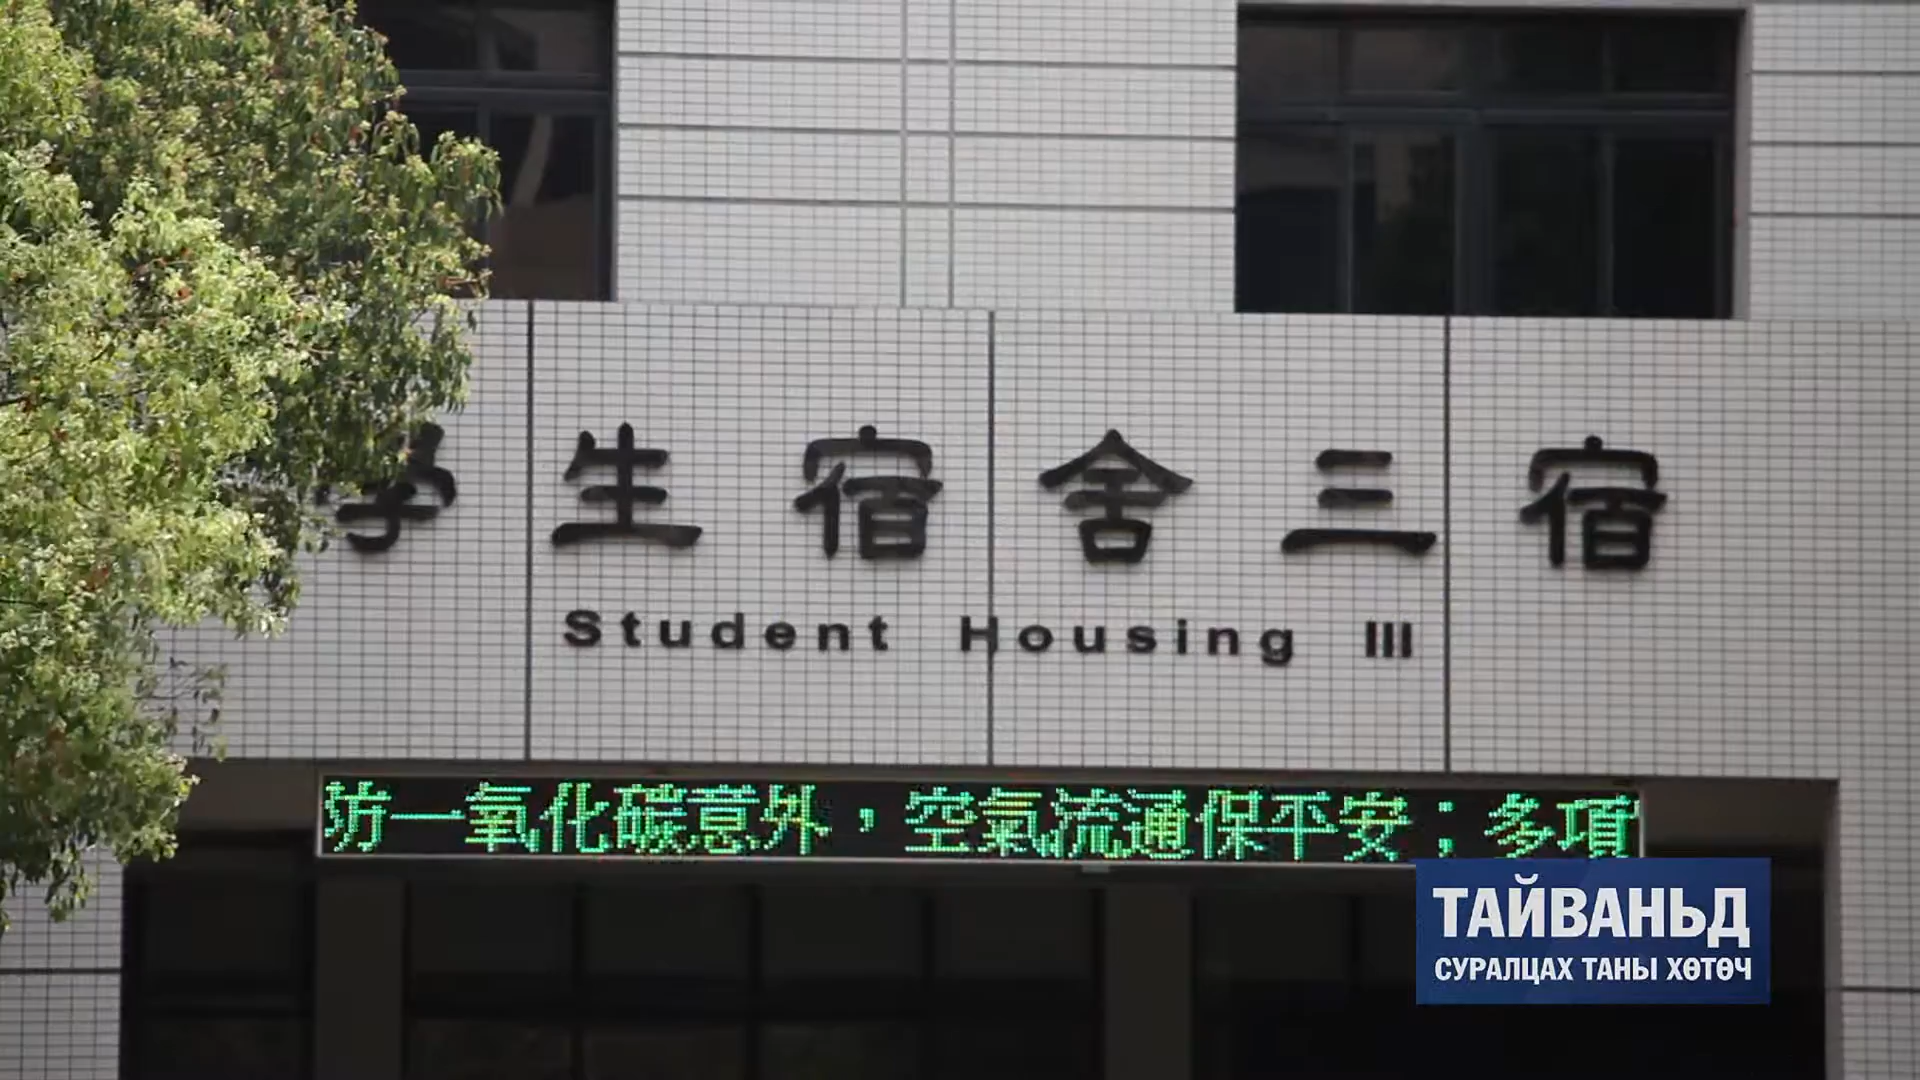 學生宿舍三宿
Student Housing III
防一氧化碳意外,空氣流通保平安;多項
ТАЙВАНЬД
СУРАЛЦАХ ТАНЫ ХӨТӨЧ